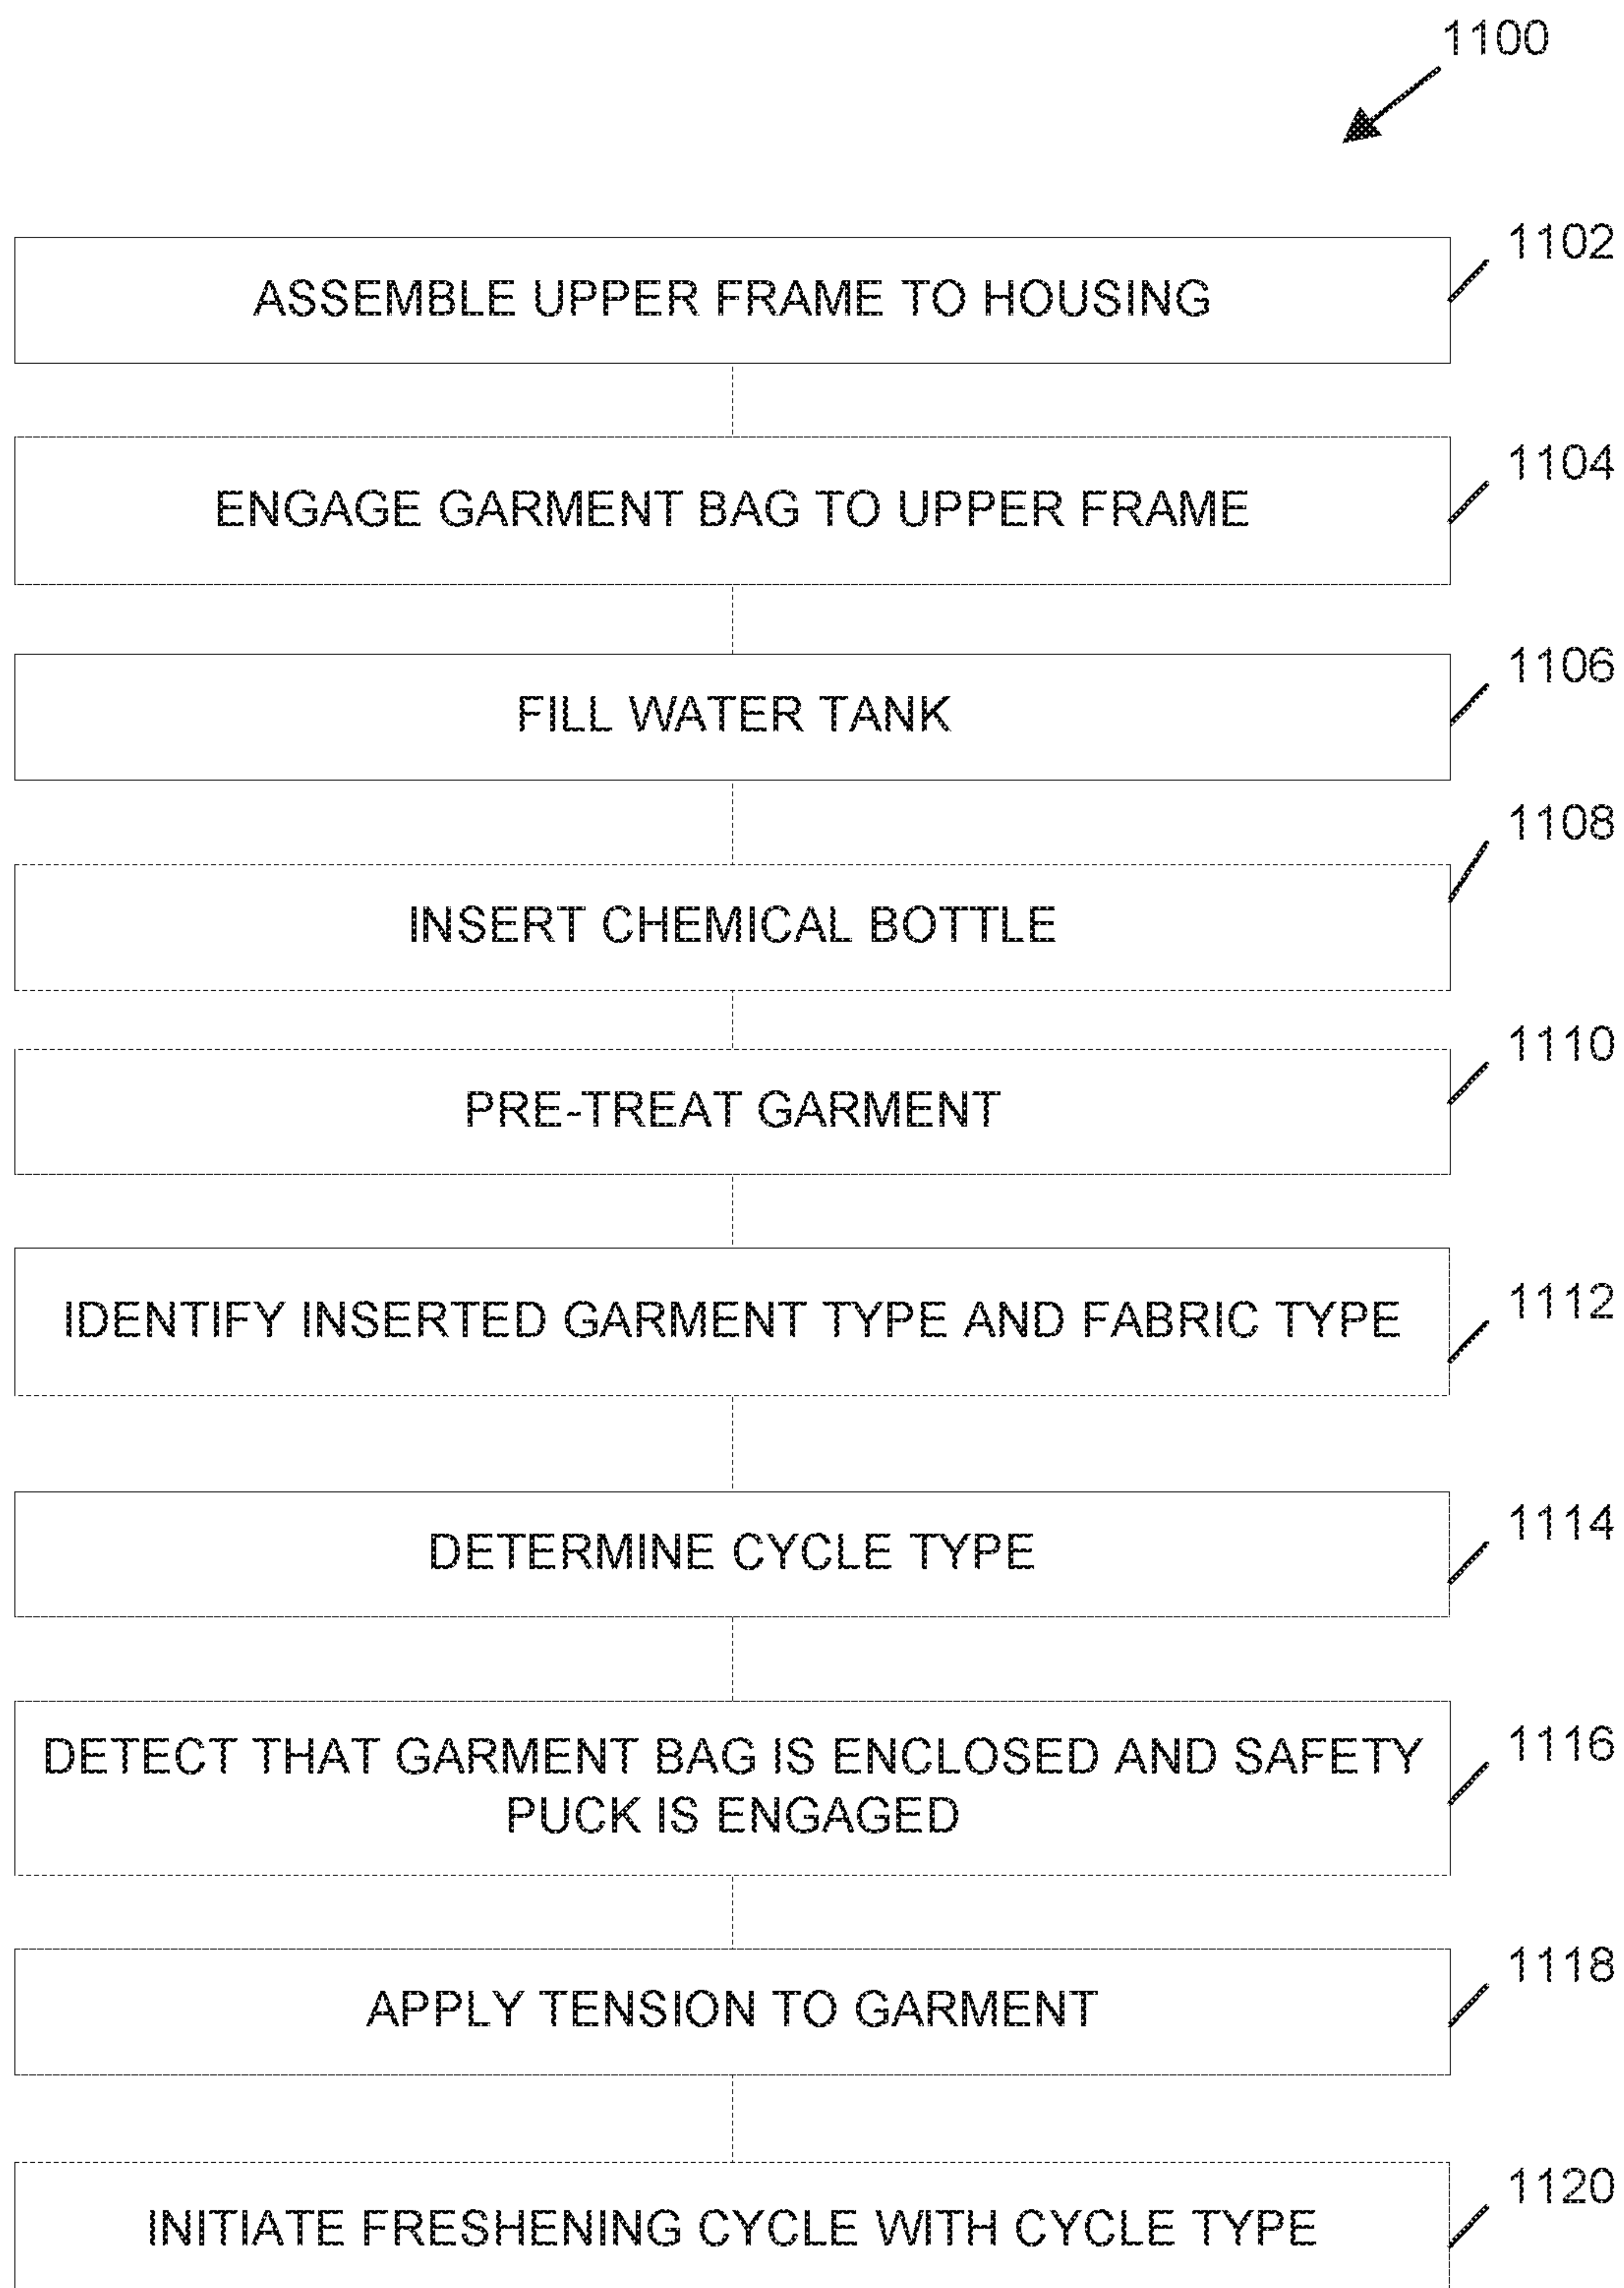 1100
1102
ASSEMBLE UPPER FRAME TO HOUSING
1104
ENGAGE GARMENT BAG TO UPPER FRAME
1106
FILL WATER TANK
1108
INSERT CHEMICAL BOTTLE
1110
PRE-TREAT GARMENT
1112
IDENTIFY INSERTED GARMENT TYPE AND FABRIC TYPE
1114
DETERMINE CYCLE TYPE
1116
DETECT THAT GARMENT BAG IS ENCLOSED AND SAFETY
PUCK IS ENGAGED
1118
APPLY TENSION TO GARMENT
1120
INITIATE FRESHENING CYCLE WITH CYCLE TYPE